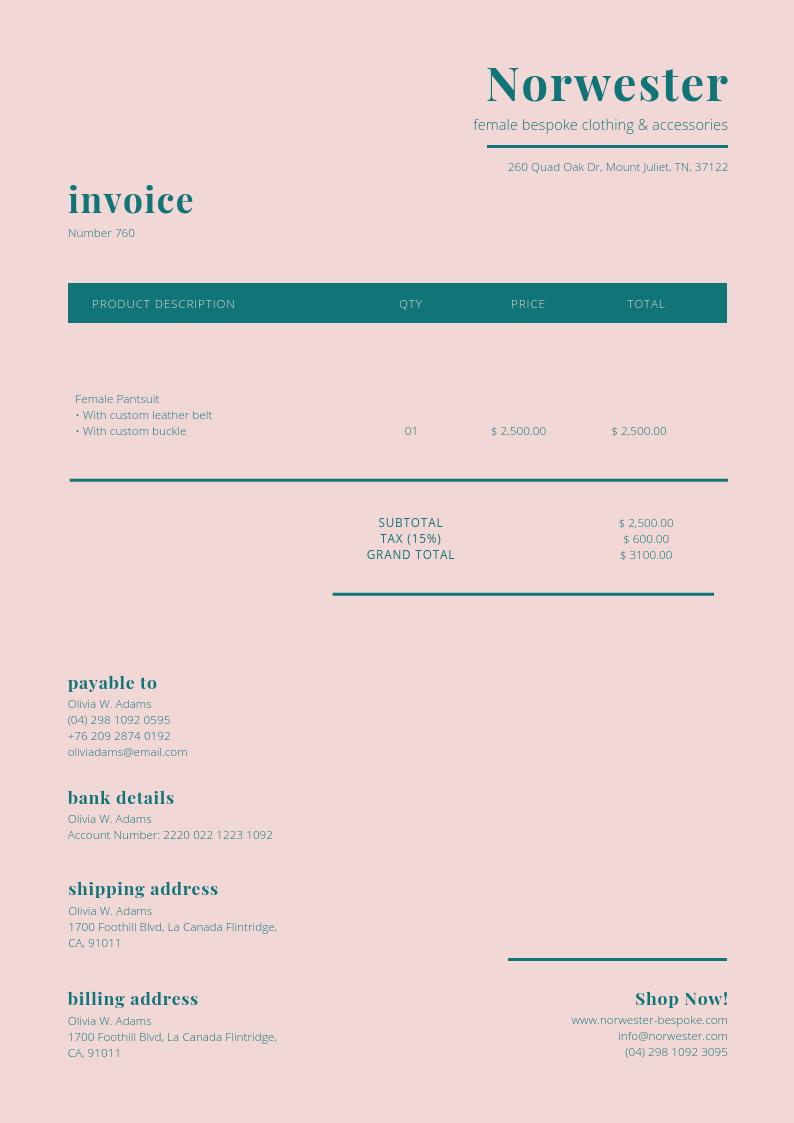 Norwester
female bespoke clothing & accessories
260 Quad Oak Dr, Mount Juliet, TN, 37122
invoice
Number 760
PRODUCT DESCRIPTION QTY PRICE TOTAL
Female Pantsuit
• With custom leather belt
• With custom buckle 01 $ 2,500.00 $ 2,500.00
SUBTOTAL $ 2,500.00
TAX (15%) $ 600.00
GRAND TOTAL $ 3100.00
payable to
Olivia W. Adams
(04) 298 1092 0595
+76 209 2874 0192
oliviadams@email.com
bank details
Olivia W. Adams
Account Number: 2220 022 1223 1092
shipping address
Olivia W. Adams
1700 Foothill Blvd, La Canada Flintridge,
CA, 91011
billing address
Olivia W. Adams
1700 Foothill Blvd, La Canada Flintridge,
CA, 91011
Shop Now!
www.norwester-bespoke.com
info@norwester.com
(04) 298 1092 3095